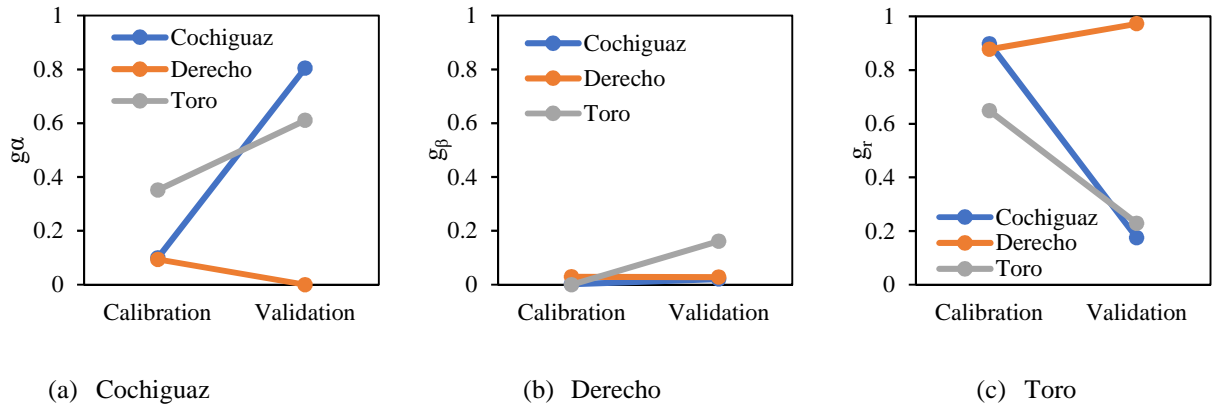 1
0.8
0.6
0.4
0.2
0
gα
Cochiguaz
Derecho
Toro
Calibration Validation
1
0.8
0.6
0.4
0.2
0
gβ
Cochiguaz
Derecho
Toro
Calibration Validation
1
0.8
0.6
0.4
0.2
0
gr
Cochiguaz
Derecho
Toro
Calibration Validation
(a) Cochiguaz
(b) Derecho
(c) Toro